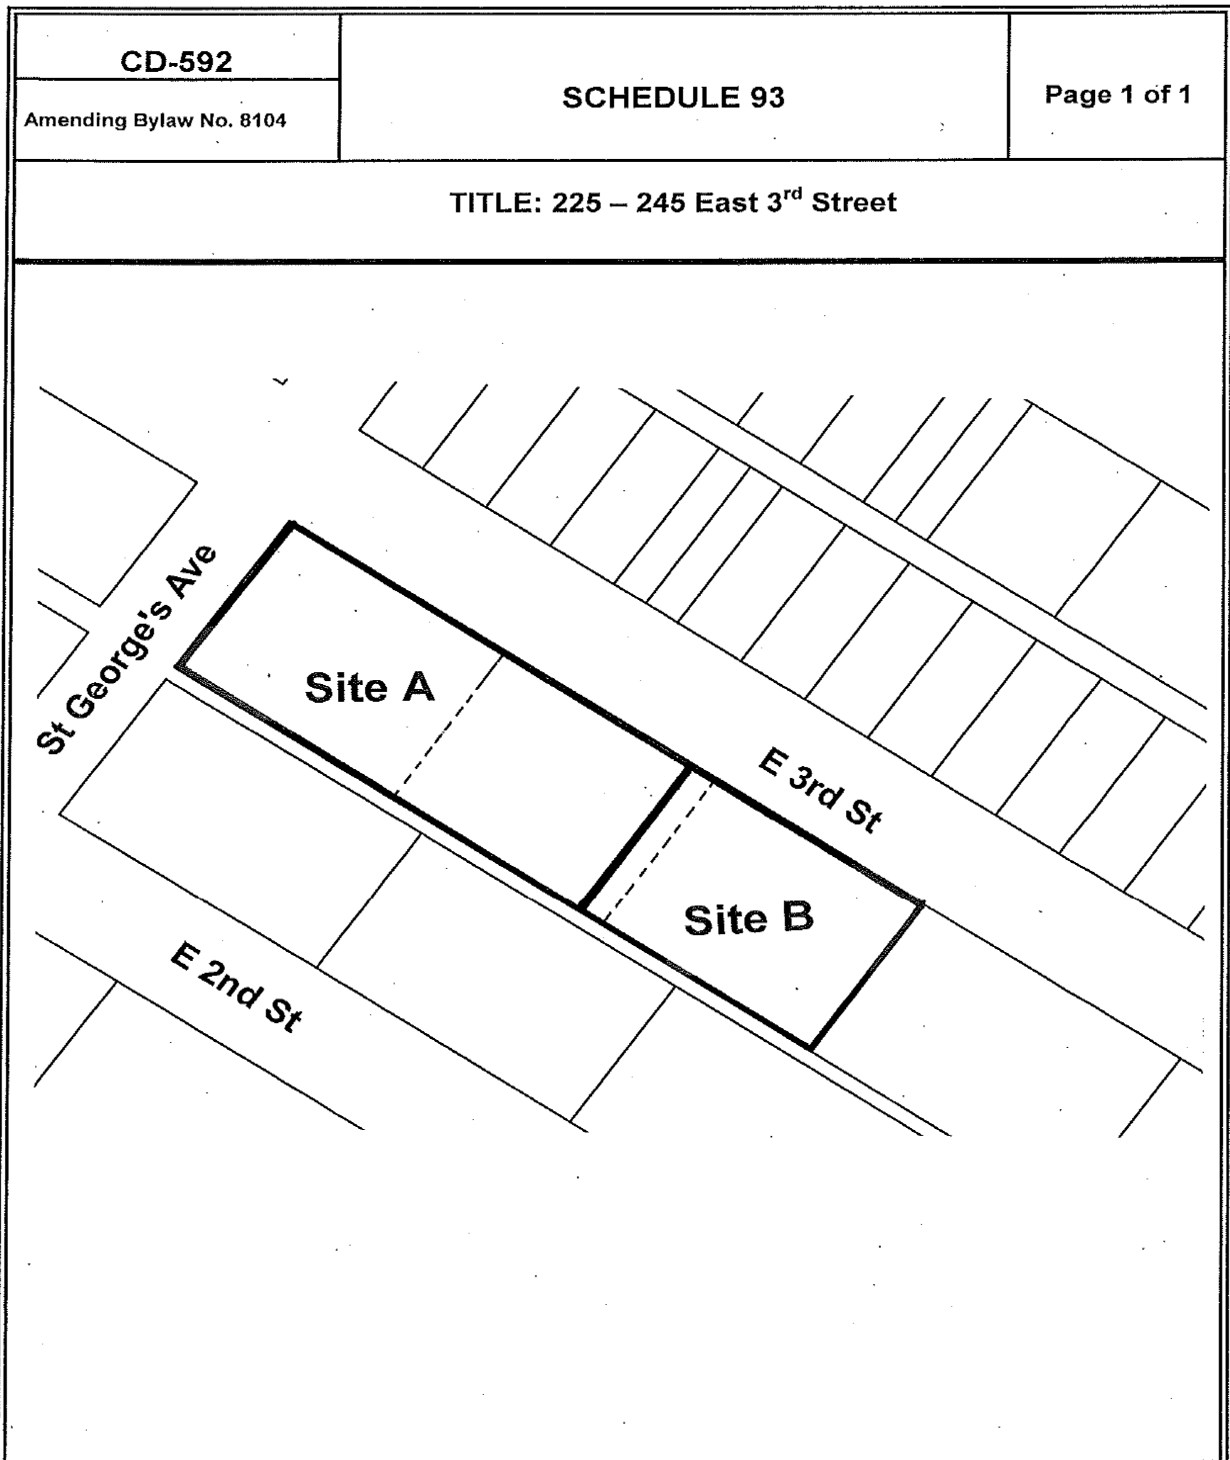 CD-592
Amending Bylaw No. 8104
SCHEDULE 93
Page 1 of 1
TITLE: 225 – 245 East 3rd Street
St George's Ave
Site A
E 3rd St
Site B
E 2nd St